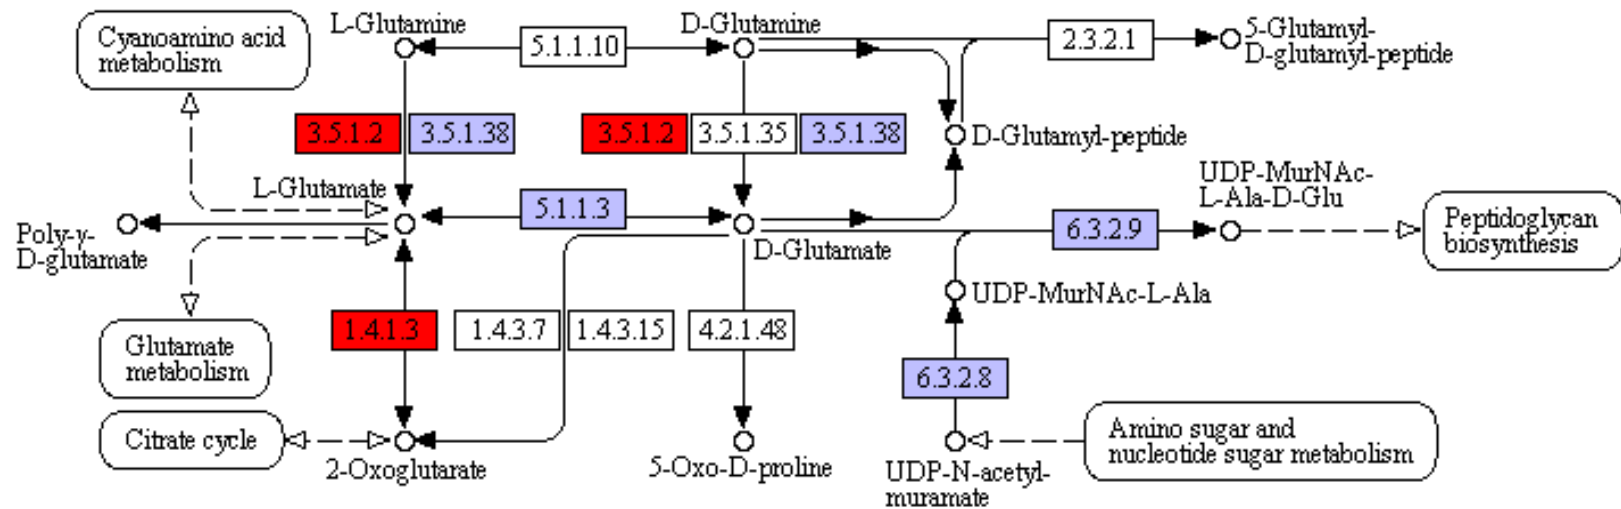 Cyanoamino acid
metabolism
L-Glutamine
5.1.1.10
D-Glutamine
2.3.2.1
5-Glutamyl-
D-glutamyl-peptide
3.5.1.2
3.5.1.38
3.5.1.2
3.5.1.35
3.5.1.38
D-Glutamyl-peptide
L-Glutamate
5.1.1.3
UDP-MurNAc-
L-Ala-D-Glu
Poly-γ-
D-glutamate
D-Glutamate
6.3.2.9
Peptidoglycan
biosynthesis
UDP-MurNAc-L-Ala
Glutamate
metabolism
1.4.1.3
1.4.3.7
1.4.3.15
4.2.1.48
6.3.2.8
Citrate cycle
2-Oxoglutarate
5-Oxo-D-proline
UDP-N-acetyl-
muramate
Amino sugar and
nucleotide sugar metabolism